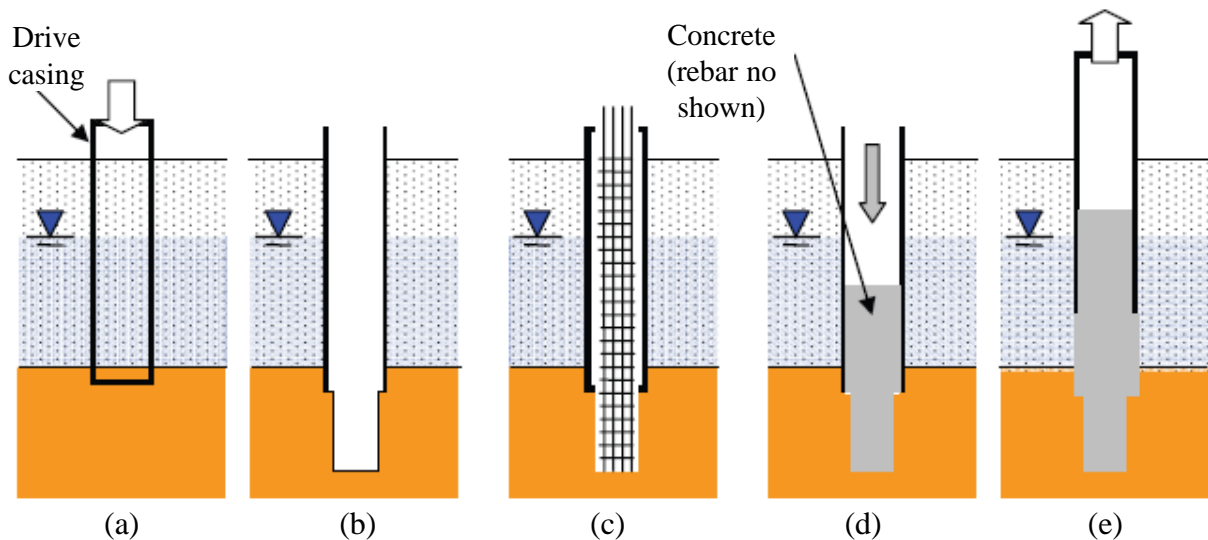 Drive
casing
Concrete
(rebar no
shown)
(a)
(b)
(c)
(d)
(e)